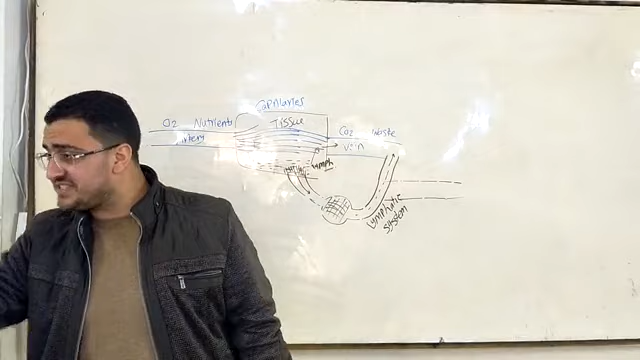 Capillaries
O2 Nutrients Tissue CO2 waste
artery vein
lymph
Lymphatic
system